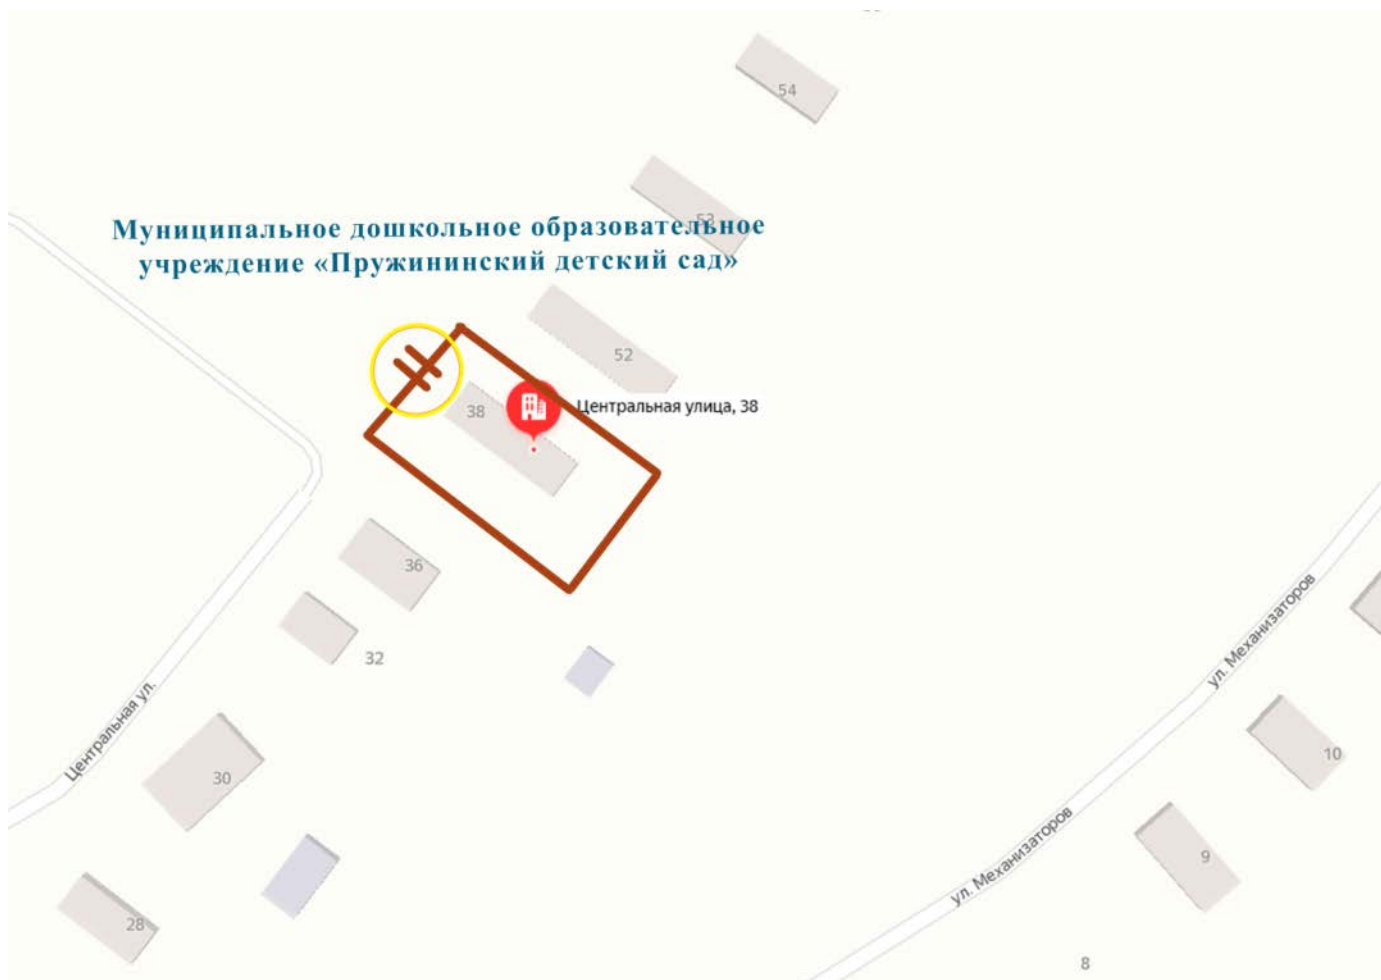 54
53
Муниципальное дошкольное образовательное
учреждение «Пружининский детский сад»
52
38
Центральная улица, 38
36
32
ул. Механизаторов
Центральная ул.
30
10
ул. Механизаторов
9
28
8